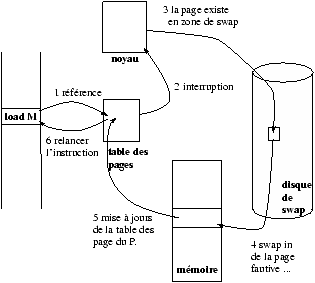 3 la page existe
en zone de swap
noyau
1 référence
2 interruption
load M
6 relancer
l'instruction
table des
pages
disque
de
swap
5 mise à jours
de la table des
page du P.
mémoire
4 swap in
de la page
fautive ...